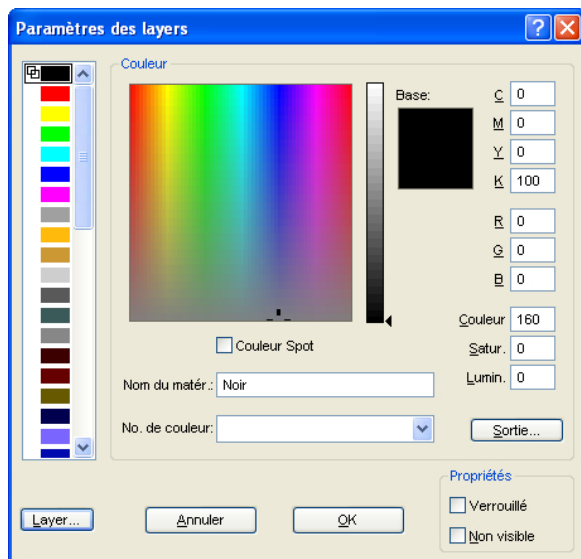 Paramètres des layers
Couleur
Base:
C 0
M 0
Y 0
K 100
R 0
G 0
B 0
Couleur 160
Satur. 0
Lumin. 0
Couleur Spot
Nom du matér.: Noir
No. de couleur:
Sortie...
Propriétés
Verrouillé
Non visible
Layer...
Annuler
OK